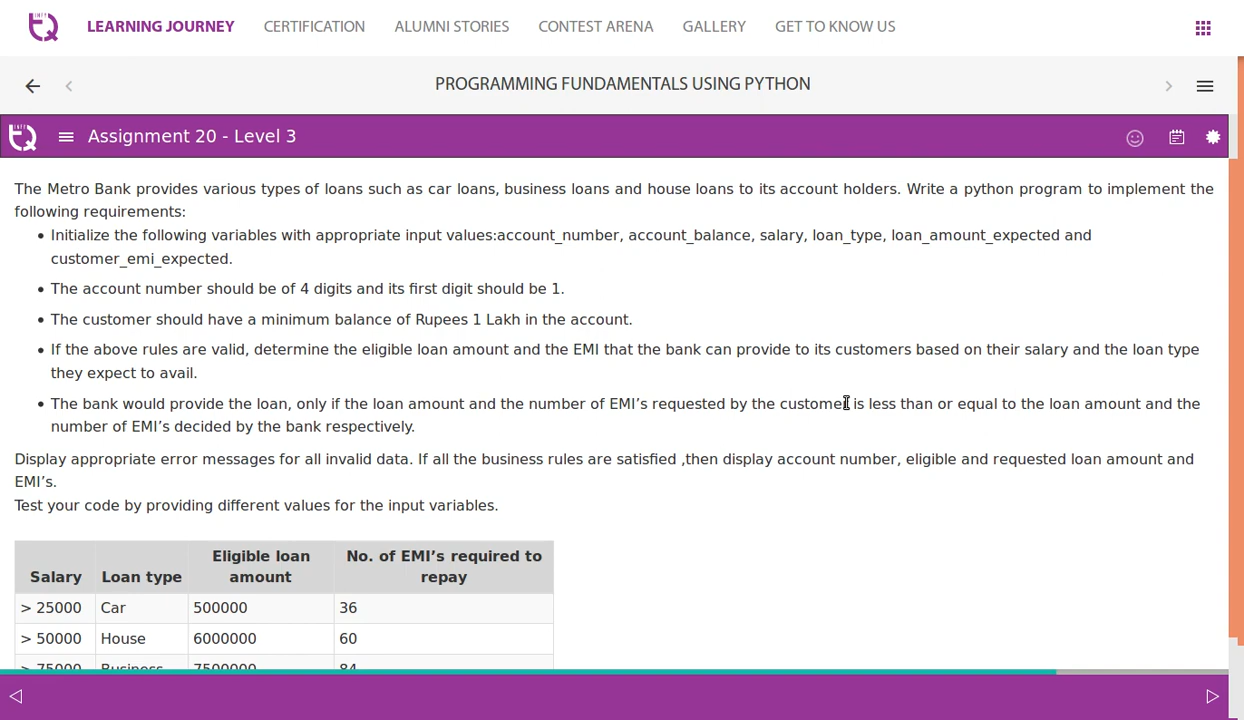 LEARNING JOURNEY CERTIFICATION ALUMNI STORIES CONTEST ARENA GALLERY GET TO KNOW US
PROGRAMMING FUNDAMENTALS USING PYTHON
Assignment 20 - Level 3
The Metro Bank provides various types of loans such as car loans, business loans and house loans to its account holders. Write a python program to implement the
following requirements:
• Initialize the following variables with appropriate input values:account_number, account_balance, salary, loan_type, loan_amount_expected and
customer_emi_expected.
• The account number should be of 4 digits and its first digit should be 1.
• The customer should have a minimum balance of Rupees 1 Lakh in the account.
• If the above rules are valid, determine the eligible loan amount and the EMI that the bank can provide to its customers based on their salary and the loan type
they expect to avail.
• The bank would provide the loan, only if the loan amount and the number of EMI’s requested by the customer is less than or equal to the loan amount and the
number of EMI’s decided by the bank respectively.
Display appropriate error messages for all invalid data. If all the business rules are satisfied ,then display account number, eligible and requested loan amount and
EMI’s.
Test your code by providing different values for the input variables.
Eligible loan No. of EMI’s required to
Salary Loan type amount repay
> 25000 Car 500000 36
> 50000 House 6000000 60
> 75000 Business 7500000 84